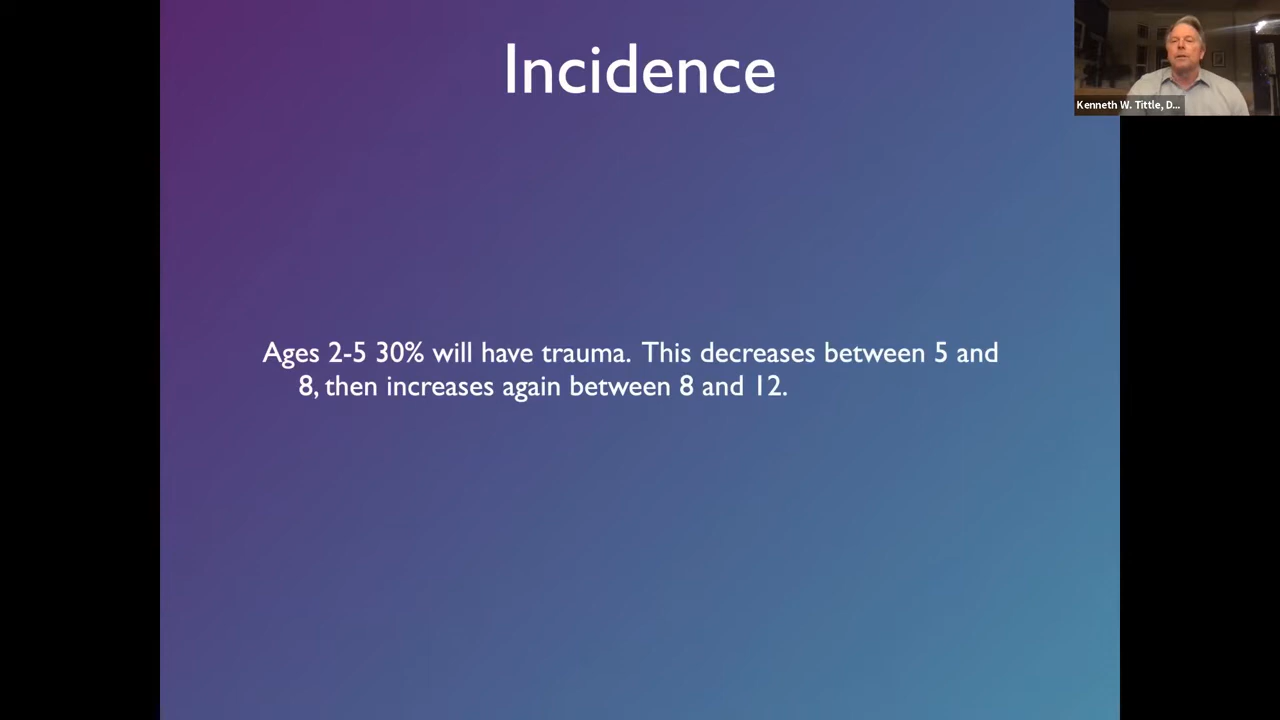 Incidence
Kenneth W. Tittle, D...
Ages 2-5 30% will have trauma. This decreases between 5 and
8, then increases again between 8 and 12.